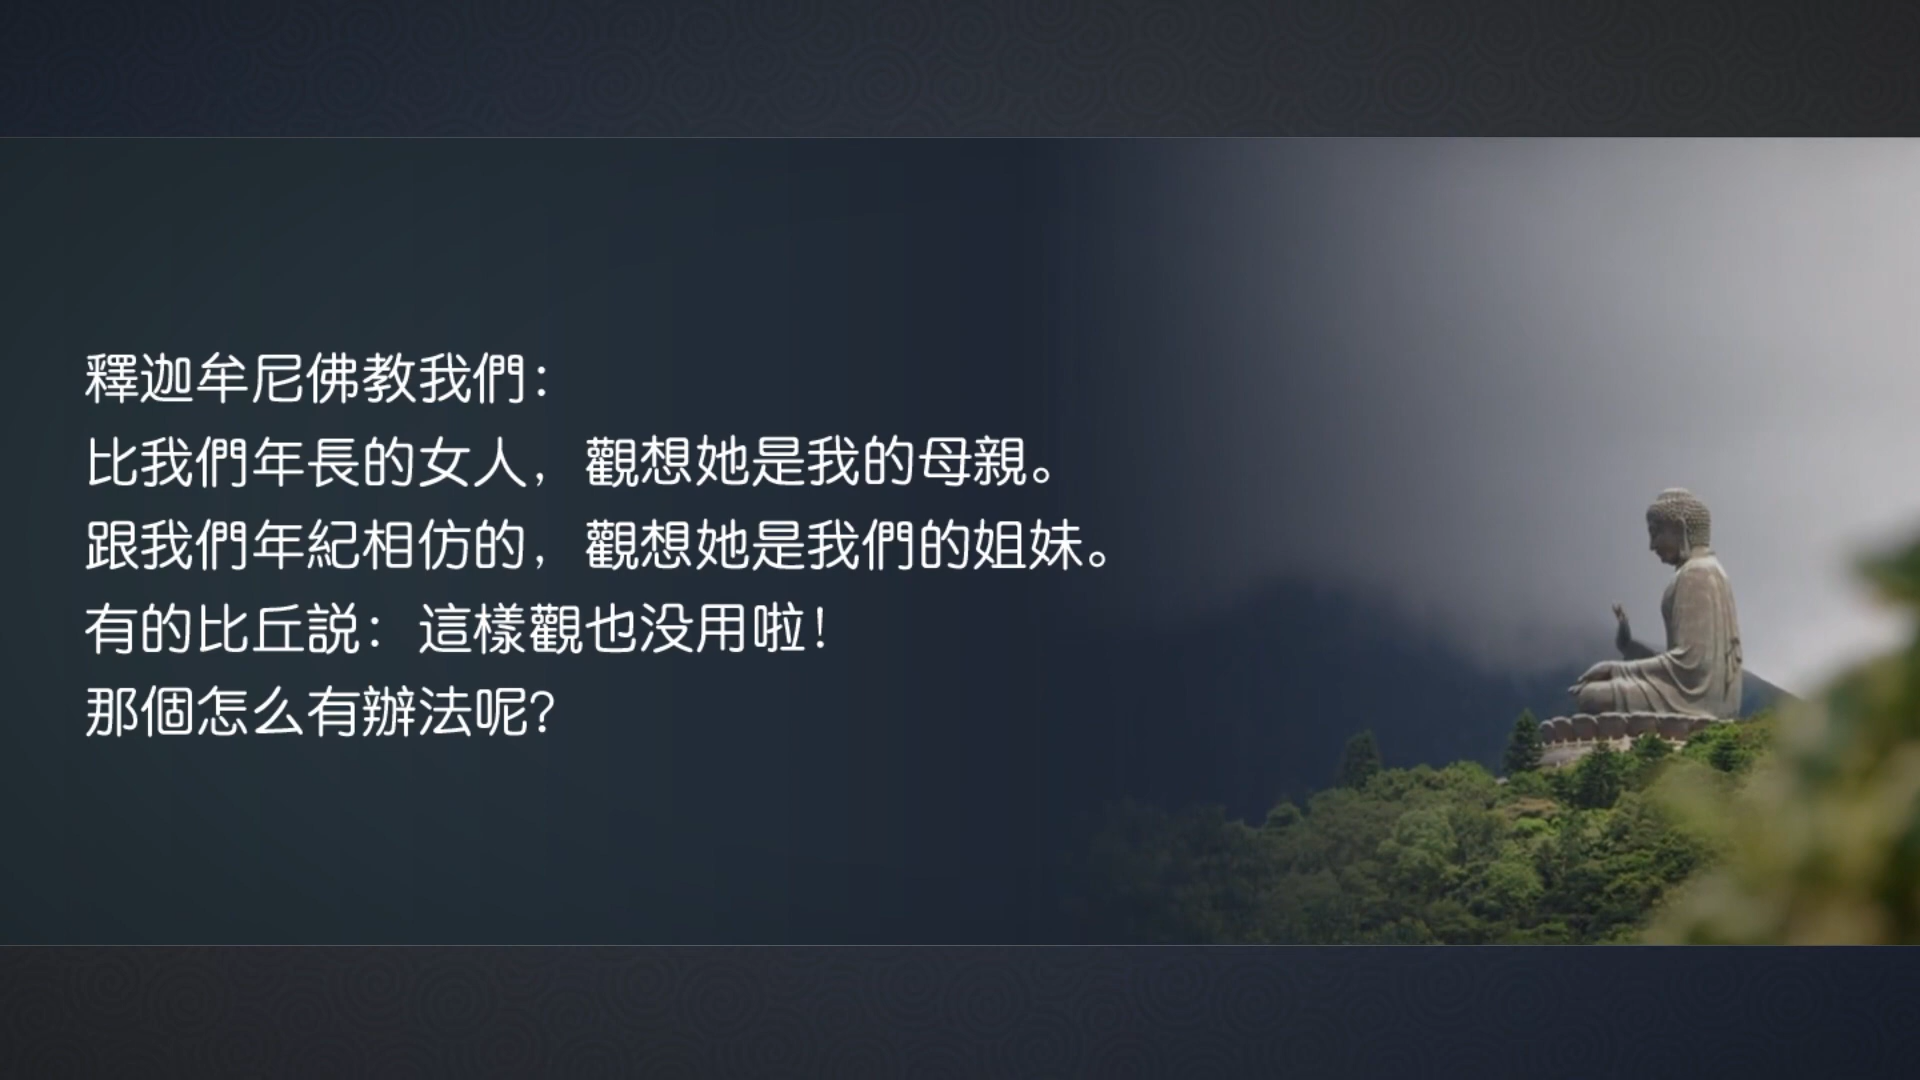 釋迦牟尼佛教我們：
比我們年長的女人，觀想她是我的母親。
跟我們年紀相仿的，觀想她是我們的姐妹。
有的比丘説：這樣觀也没用啦！
那個怎么有辦法呢？